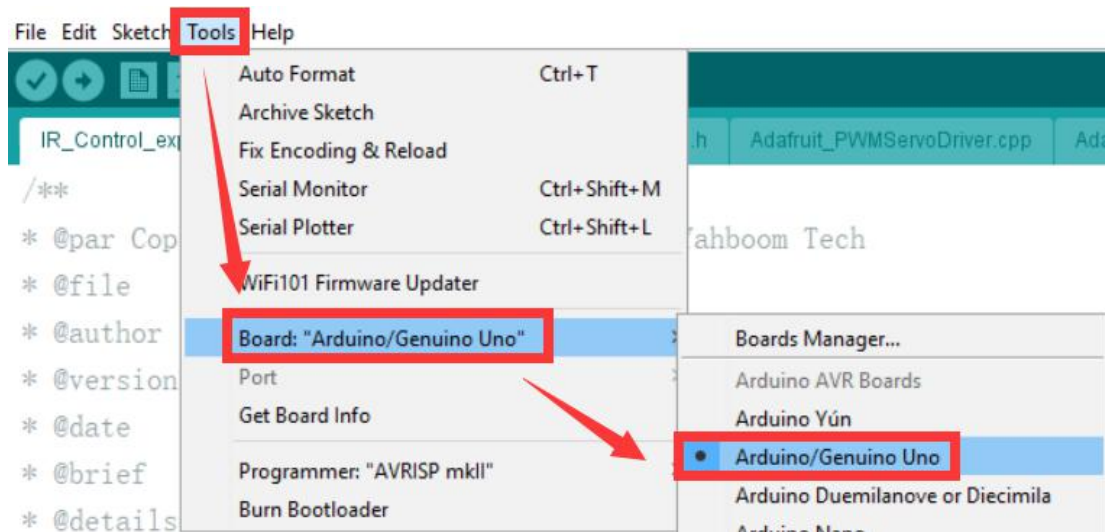 File Edit Sketch Tools Help
Auto Format Ctrl+T
Archive Sketch
IR_Control_exp .h Adafruit_PWMServoDriver.cpp Ada
Fix Encoding & Reload
/**
Serial Monitor Ctrl+Shift+M
Serial Plotter Ctrl+Shift+L
* @par Cop ahboom Tech
* @file
WiFi101 Firmware Updater
* @author
Board: "Arduino/Genuino Uno"
Boards Manager...
* @version
Port
Arduino AVR Boards
Get Board Info
Arduino Yún
* @date
Arduino/Genuino Uno
* @brief
Programmer: "AVRISP mkII"
Arduino Duemilanove or Diecimila
Burn Bootloader
* @details